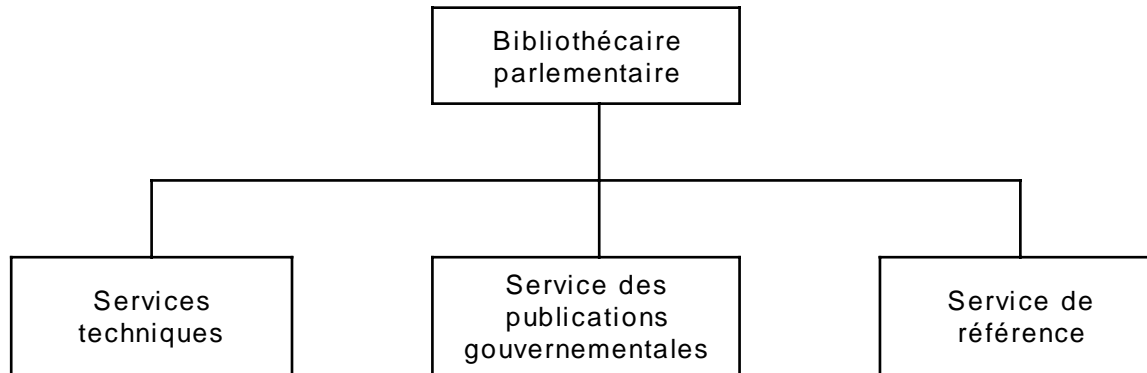 Bibliothécaire
parlementaire
Services
techniques
Service des
publications
gouvernementales
Service de
référence